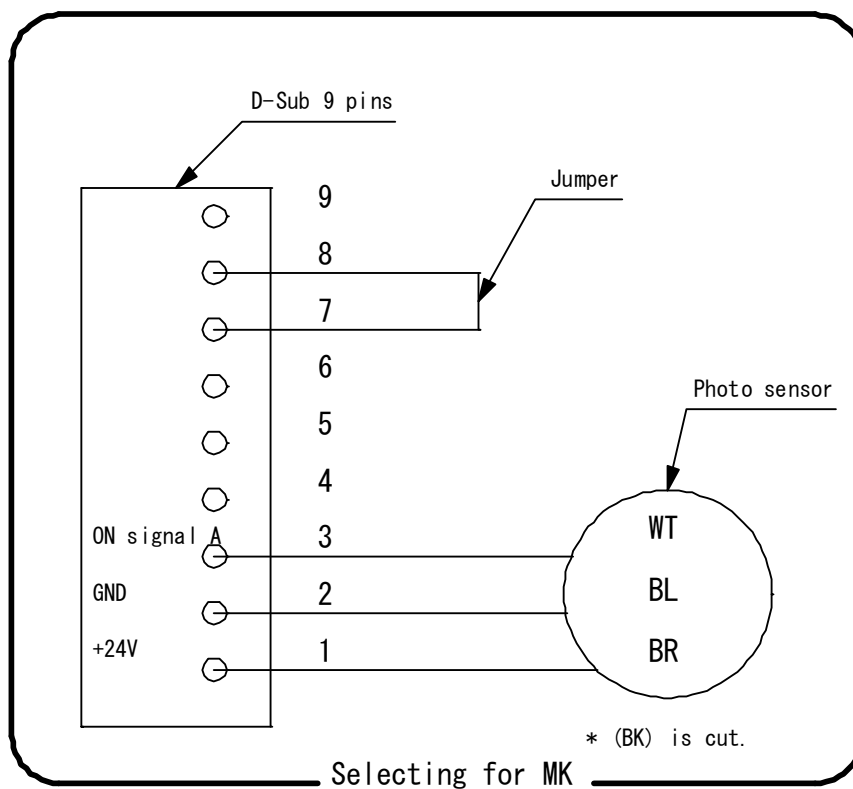 D-Sub 9 pins
Jumper
9
8
7
6
5
4
Photo sensor
ON signal A
3
WT
GND
2
BL
+24V
1
BR
* (BK) is cut.
Selecting for MK